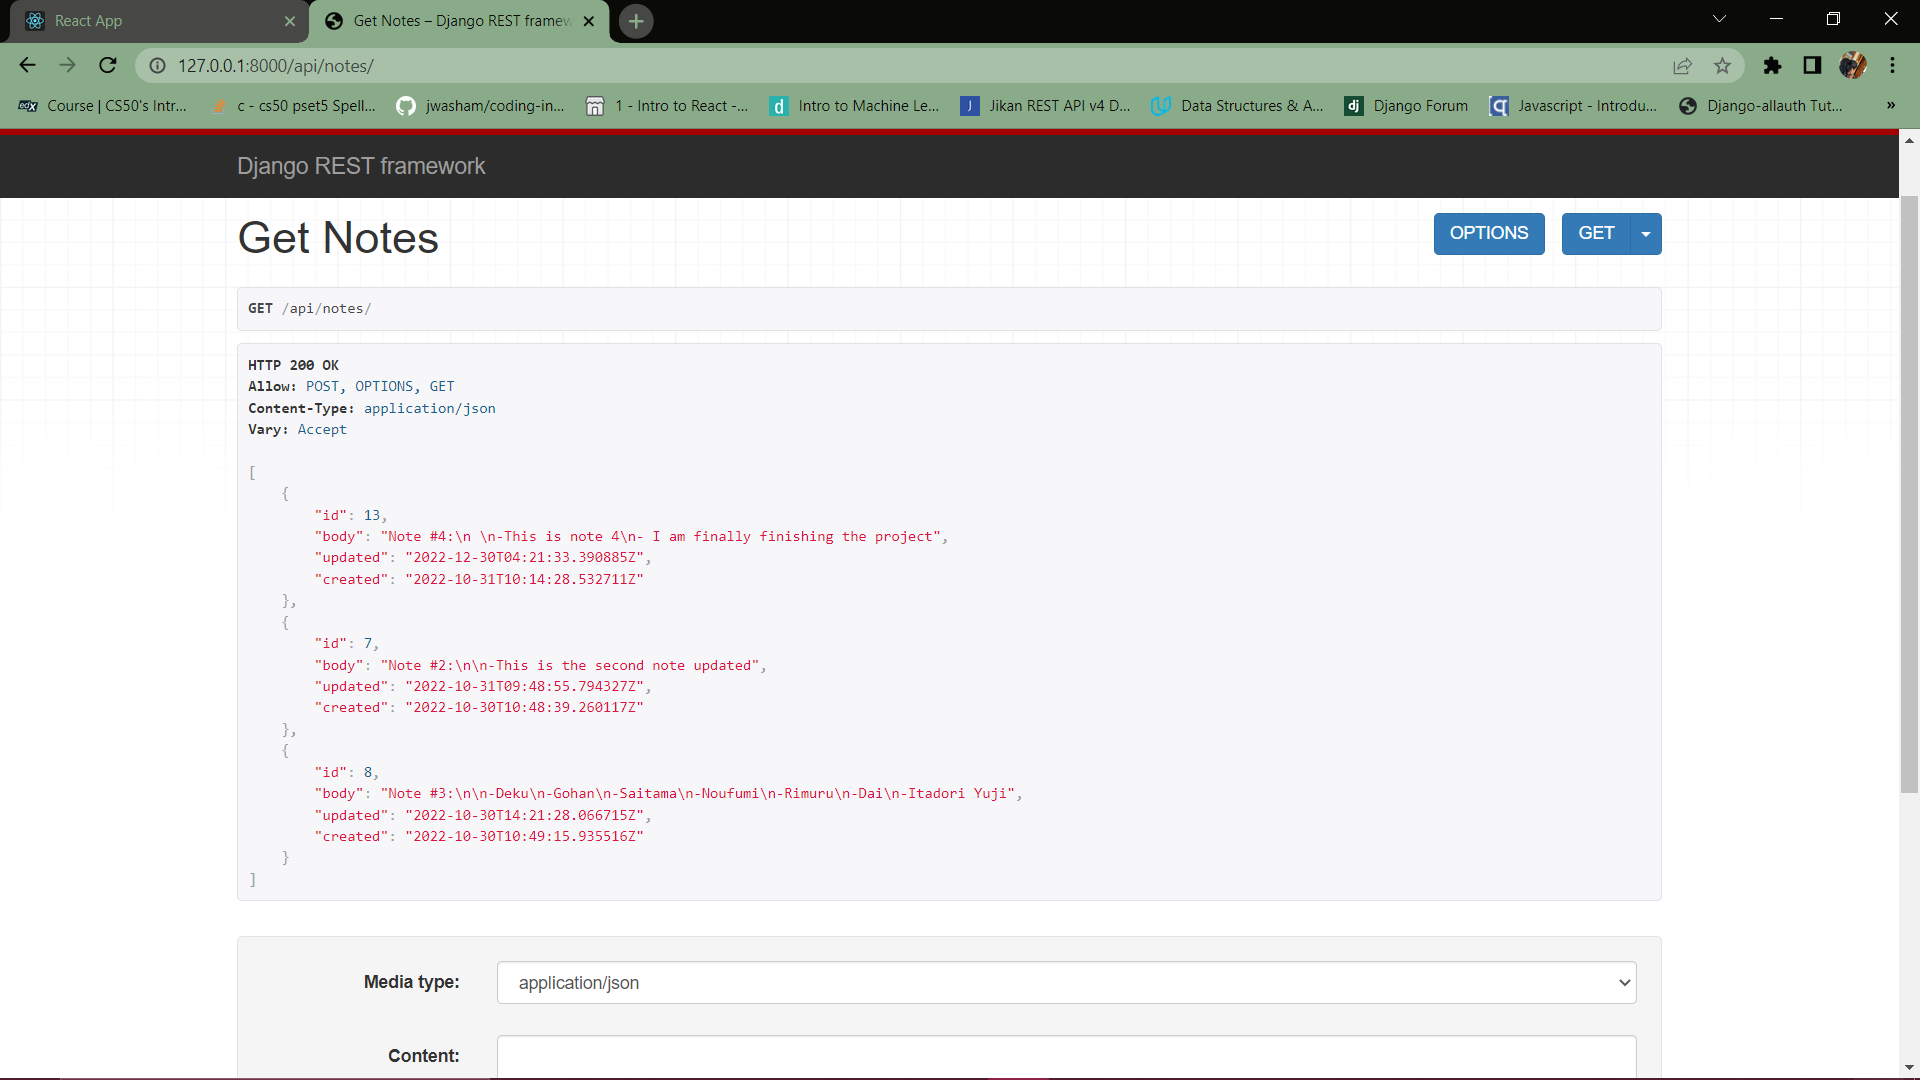 React App
Get Notes – Django REST framew
127.0.0.1:8000/api/notes/
Course | CS50's Intr...
c - cs50 pset5 Spell...
jwasham/coding-in...
1 - Intro to React -...
Intro to Machine Le...
Jikan REST API v4 D...
Data Structures & A...
Django Forum
Javascript - Introdu...
Django-allauth Tut...
»
Django REST framework
Get Notes
OPTIONS
GET
GET /api/notes/
HTTP 200 OK
Allow: POST, OPTIONS, GET
Content-Type: application/json
Vary: Accept
[
    {
        "id": 13,
        "body": "Note #4:\n \n-This is note 4\n- I am finally finishing the project",
        "updated": "2022-12-30T04:21:33.390885Z",
        "created": "2022-10-31T10:14:28.532711Z"
    },
    {
        "id": 7,
        "body": "Note #2:\n\n-This is the second note updated",
        "updated": "2022-10-31T09:48:55.794327Z",
        "created": "2022-10-30T10:48:39.260117Z"
    },
    {
        "id": 8,
        "body": "Note #3:\n\n-Deku\n-Gohan\n-Saitama\n-Noufumi\n-Rimuru\n-Dai\n-Itadori Yuji",
        "updated": "2022-10-30T14:21:28.066715Z",
        "created": "2022-10-30T10:49:15.935516Z"
    }
]
Media type:
application/json
Content: